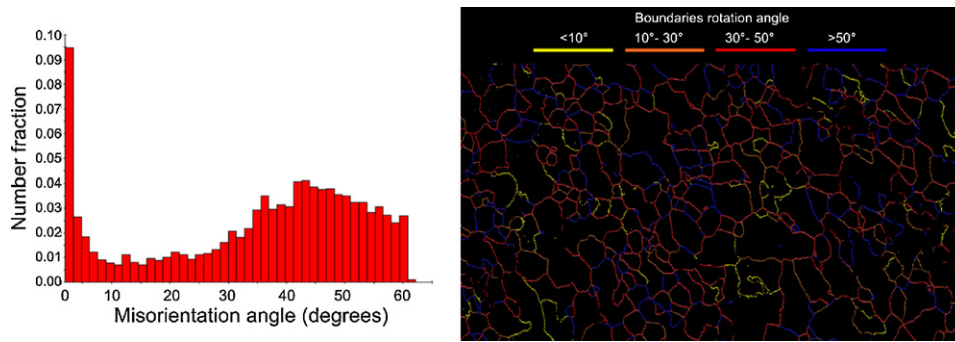 0.10
0.09
0.08
0.07
0.06
0.05
0.04
0.03
0.02
0.01
0.00
Number fraction
0 10 20 30 40 50 60
Misorientation angle (degrees)
Boundaries rotation angle
<10° 10°- 30° 30°- 50° >50°